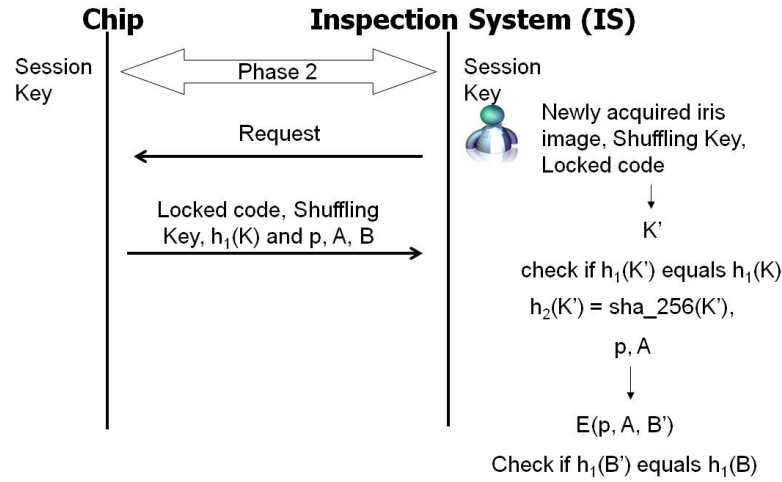 Chip
Inspection System (IS)
Session
Key
Phase 2
Session
Key
Request
Newly acquired iris
image, Shuffling Key,
Locked code
Locked code, Shuffling
Key, h₁(K) and p, A, B
K’
check if h₁(K’) equals h₁(K)
h₂(K’) = sha_256(K’),
p, A
E(p, A, B’)
Check if h₁(B’) equals h₁(B)